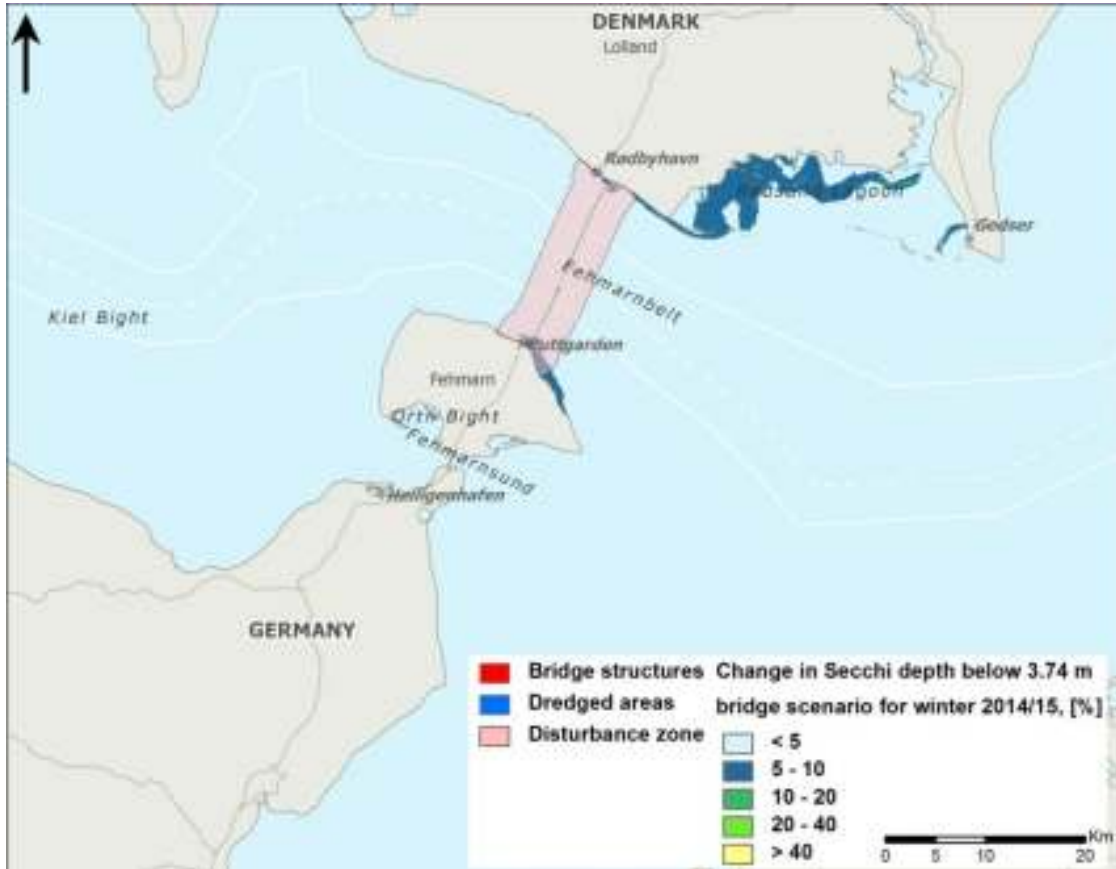 DENMARK
Lolland
Rødbyhavn
Gedser
Fehmarnbelt
Kiel Bight
Puttgarden
Fehmarn
Orth Bight
Fehmarnsund
Heiligenhafen
GERMANY
Bridge structures
Dredged areas
Disturbance zone
Change in Secchi depth below 3.74 m
bridge scenario for winter 2014/15, [%]
< 5
5 - 10
10 - 20
20 - 40
> 40
Km
0 5 10 20